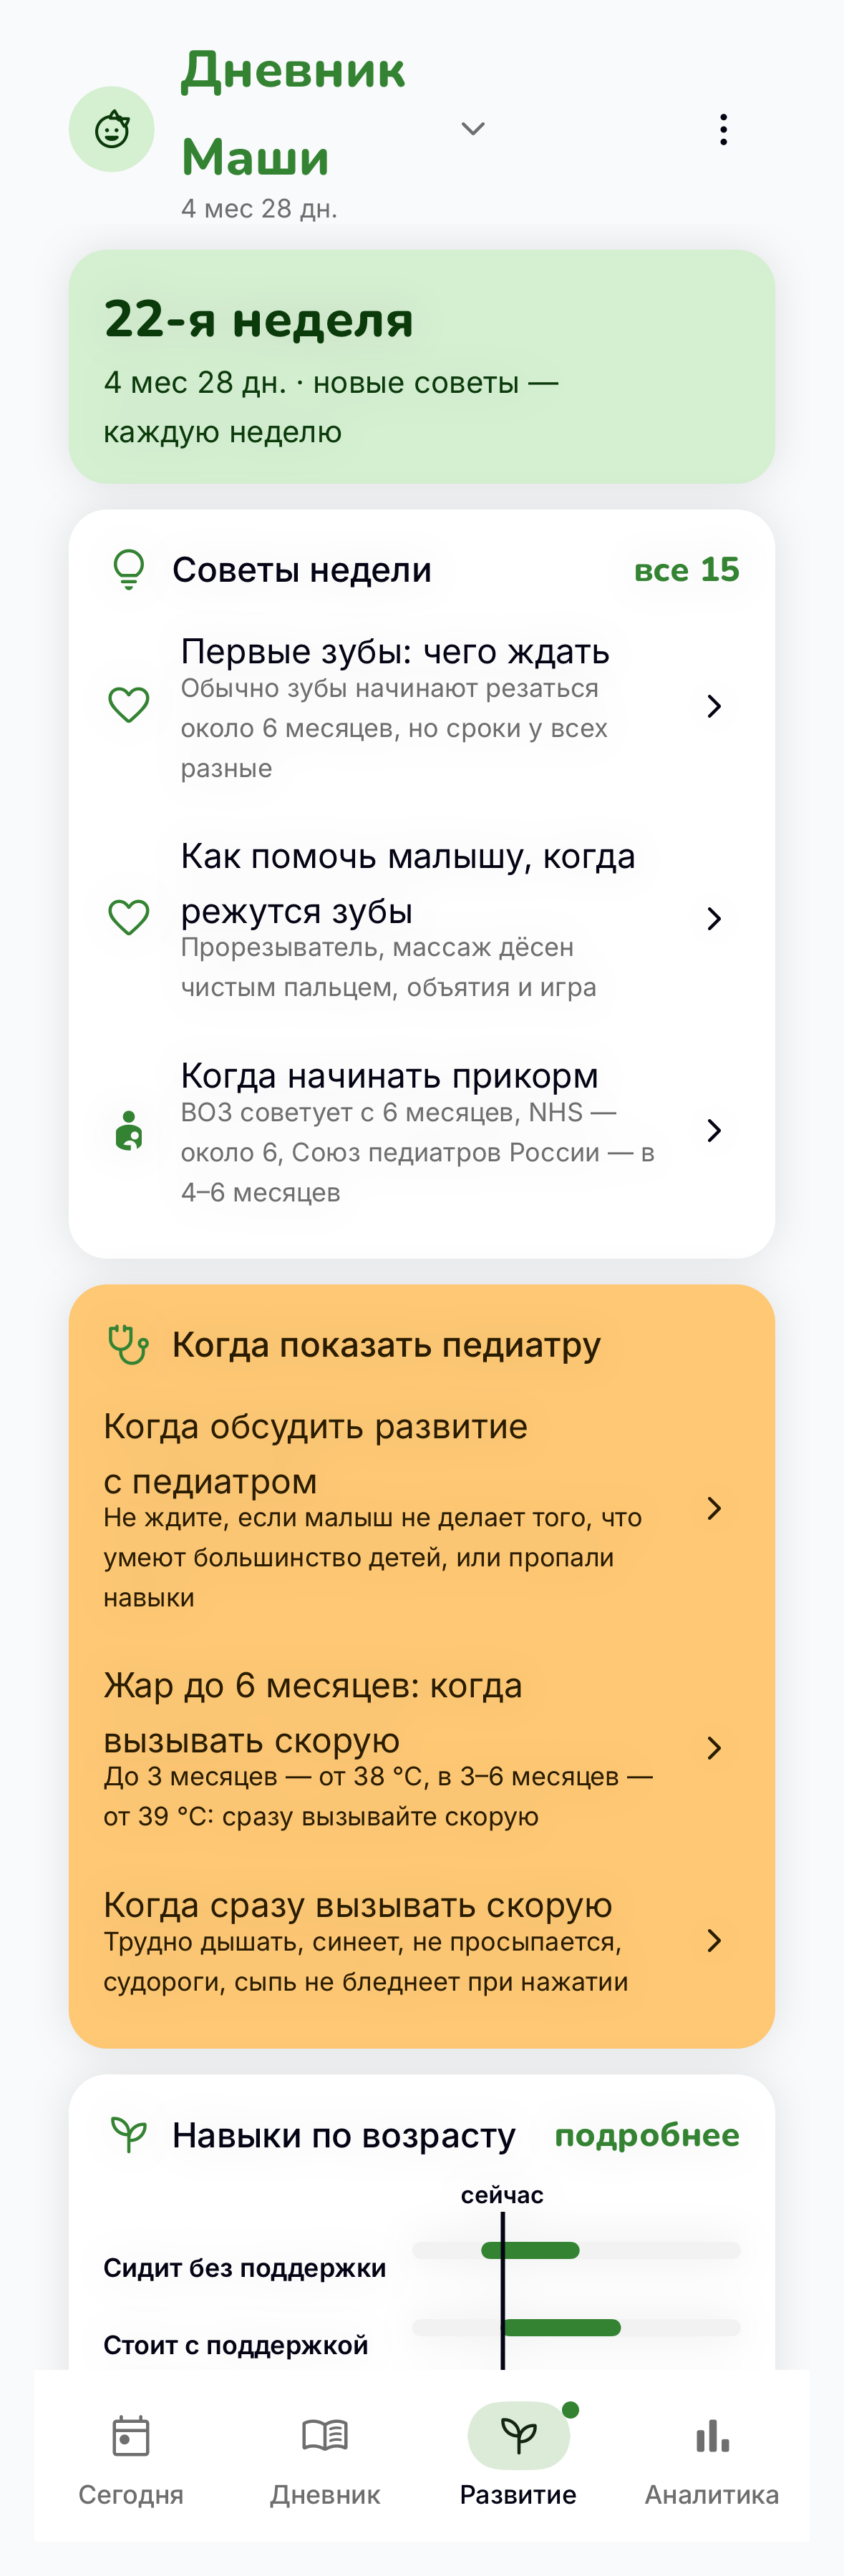 Дневник
Маши
4 мес 28 дн.
22-я неделя
4 мес 28 дн. · новые советы —
каждую неделю
Советы недели
все 15
Первые зубы: чего ждать
Обычно зубы начинают резаться
около 6 месяцев, но сроки у всех
разные
Как помочь малышу, когда
режутся зубы
Прорезыватель, массаж дёсен
чистым пальцем, объятия и игра
Когда начинать прикорм
ВОЗ советует с 6 месяцев, NHS —
около 6, Союз педиатров России — в
4–6 месяцев
Когда показать педиатру
Когда обсудить развитие
с педиатром
Не ждите, если малыш не делает того, что
умеют большинство детей, или пропали
навыки
Жар до 6 месяцев: когда
вызывать скорую
До 3 месяцев — от 38 °C, в 3–6 месяцев —
от 39 °C: сразу вызывайте скорую
Когда сразу вызывать скорую
Трудно дышать, синеет, не просыпается,
судороги, сыпь не бледнеет при нажатии
Навыки по возрасту
подробнее
сейчас
Сидит без поддержки
Стоит с поддержкой
Сегодня
Дневник
Развитие
Аналитика